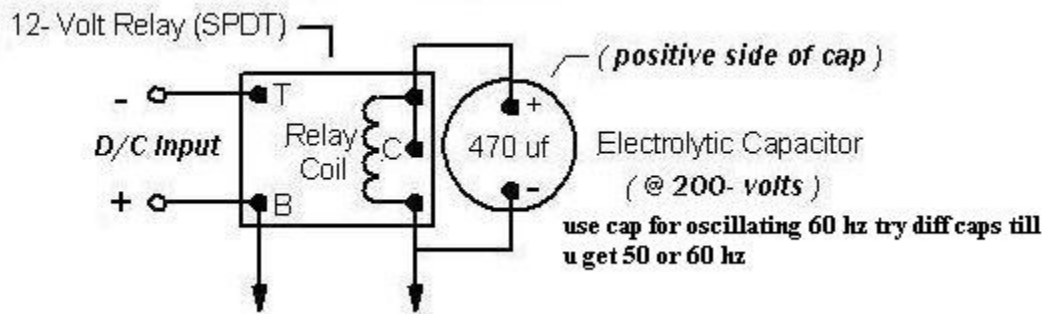 12- Volt Relay (SPDT)
( positive side of cap )
- T +
D/C Input
Relay
Coil
C
470 uf
Electrolytic Capacitor
+ B -
( @ 200- volts )
use cap for oscillating 60 hz try diff caps till
u get 50 or 60 hz